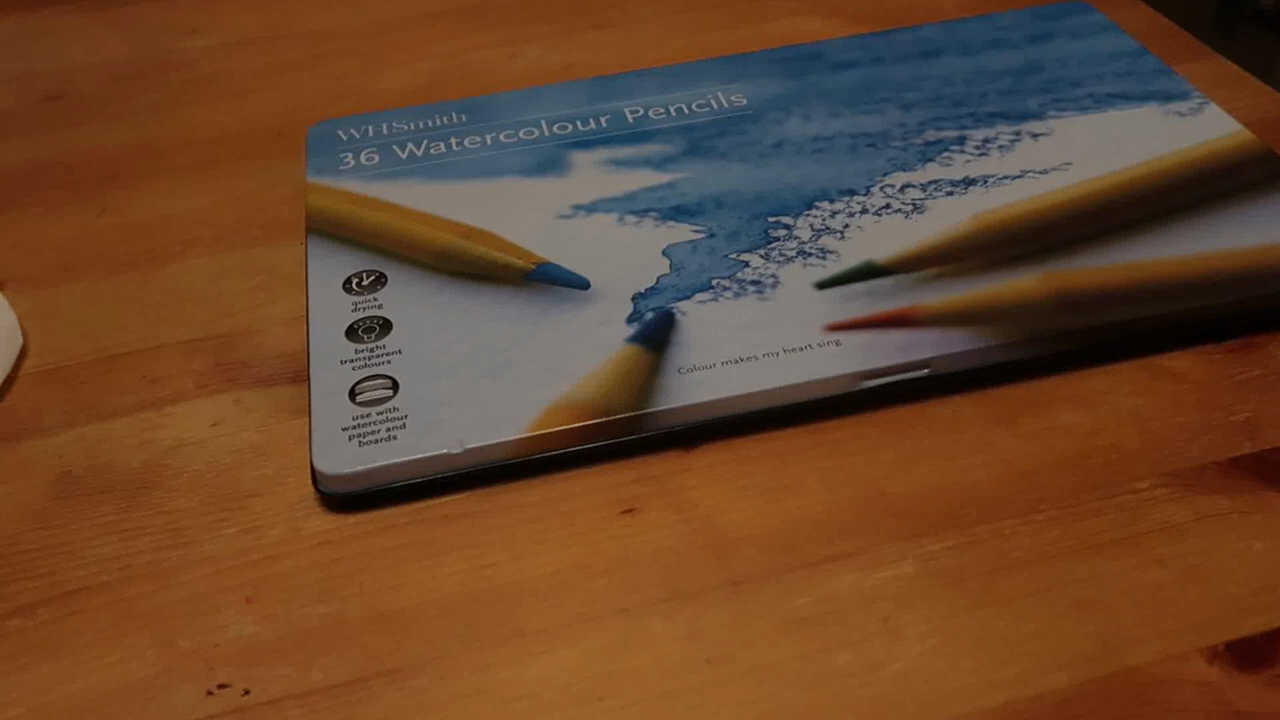 WHSmith
36 Watercolour Pencils
quick
drying
bright
transparent
colours
use with
watercolour
paper and
boards
Colour makes my heart sing